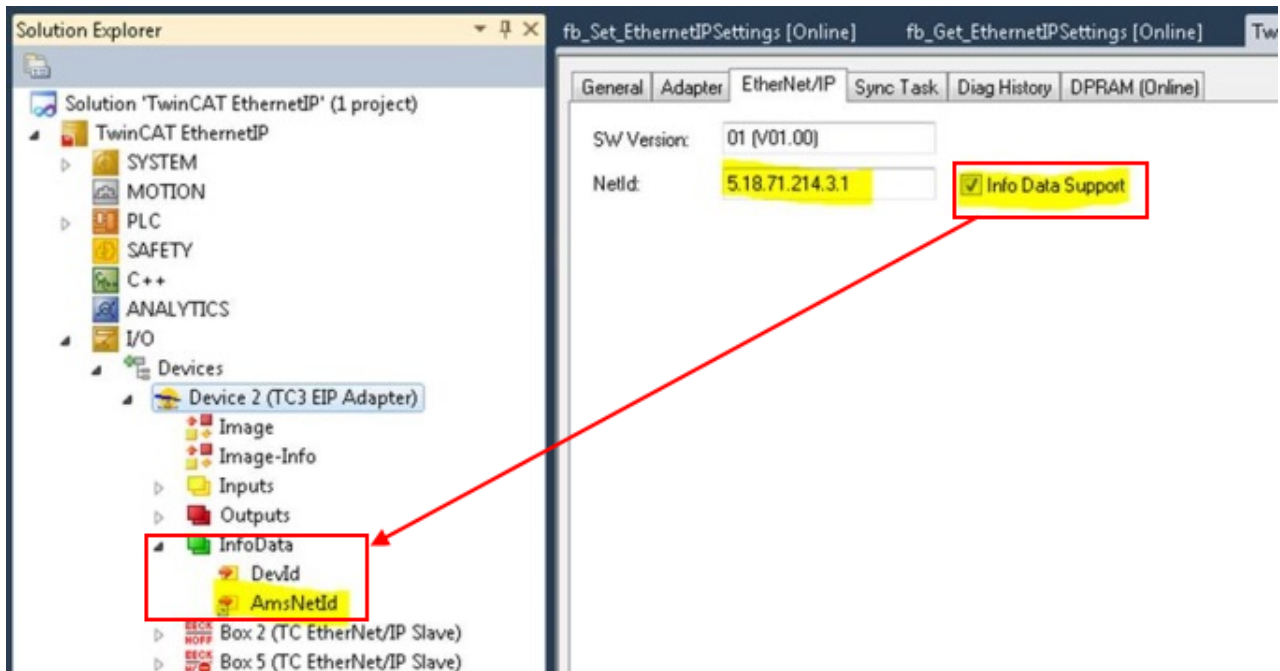 Solution Explorer
Solution 'TwinCAT EthernetIP' (1 project)
TwinCAT EthernetIP
SYSTEM
MOTION
PLC
SAFETY
C++
ANALYTICS
I/O
Devices
Device 2 (TC3 EIP Adapter)
Image
Image-Info
Inputs
Outputs
InfoData
DevId
AmsNetId
BECK HOFF Box 2 (TC EtherNet/IP Slave)
Box 5 (TC EtherNet/IP Slave)
fb_Set_EthernetIPSettings [Online] fb_Get_EthernetIPSettings [Online] Tw
General Adapter EtherNet/IP Sync Task Diag History DPRAM (Online)
SW Version: 01 (V01.00)
NetId: 5.18.71.214.3.1 Info Data Support